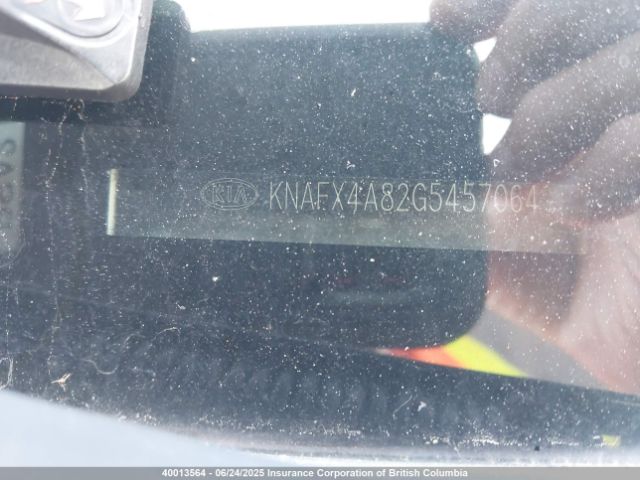 KIA KNAFX4A82G5457064
40013564 - 06/24/2025 Insurance Corporation of British Columbia